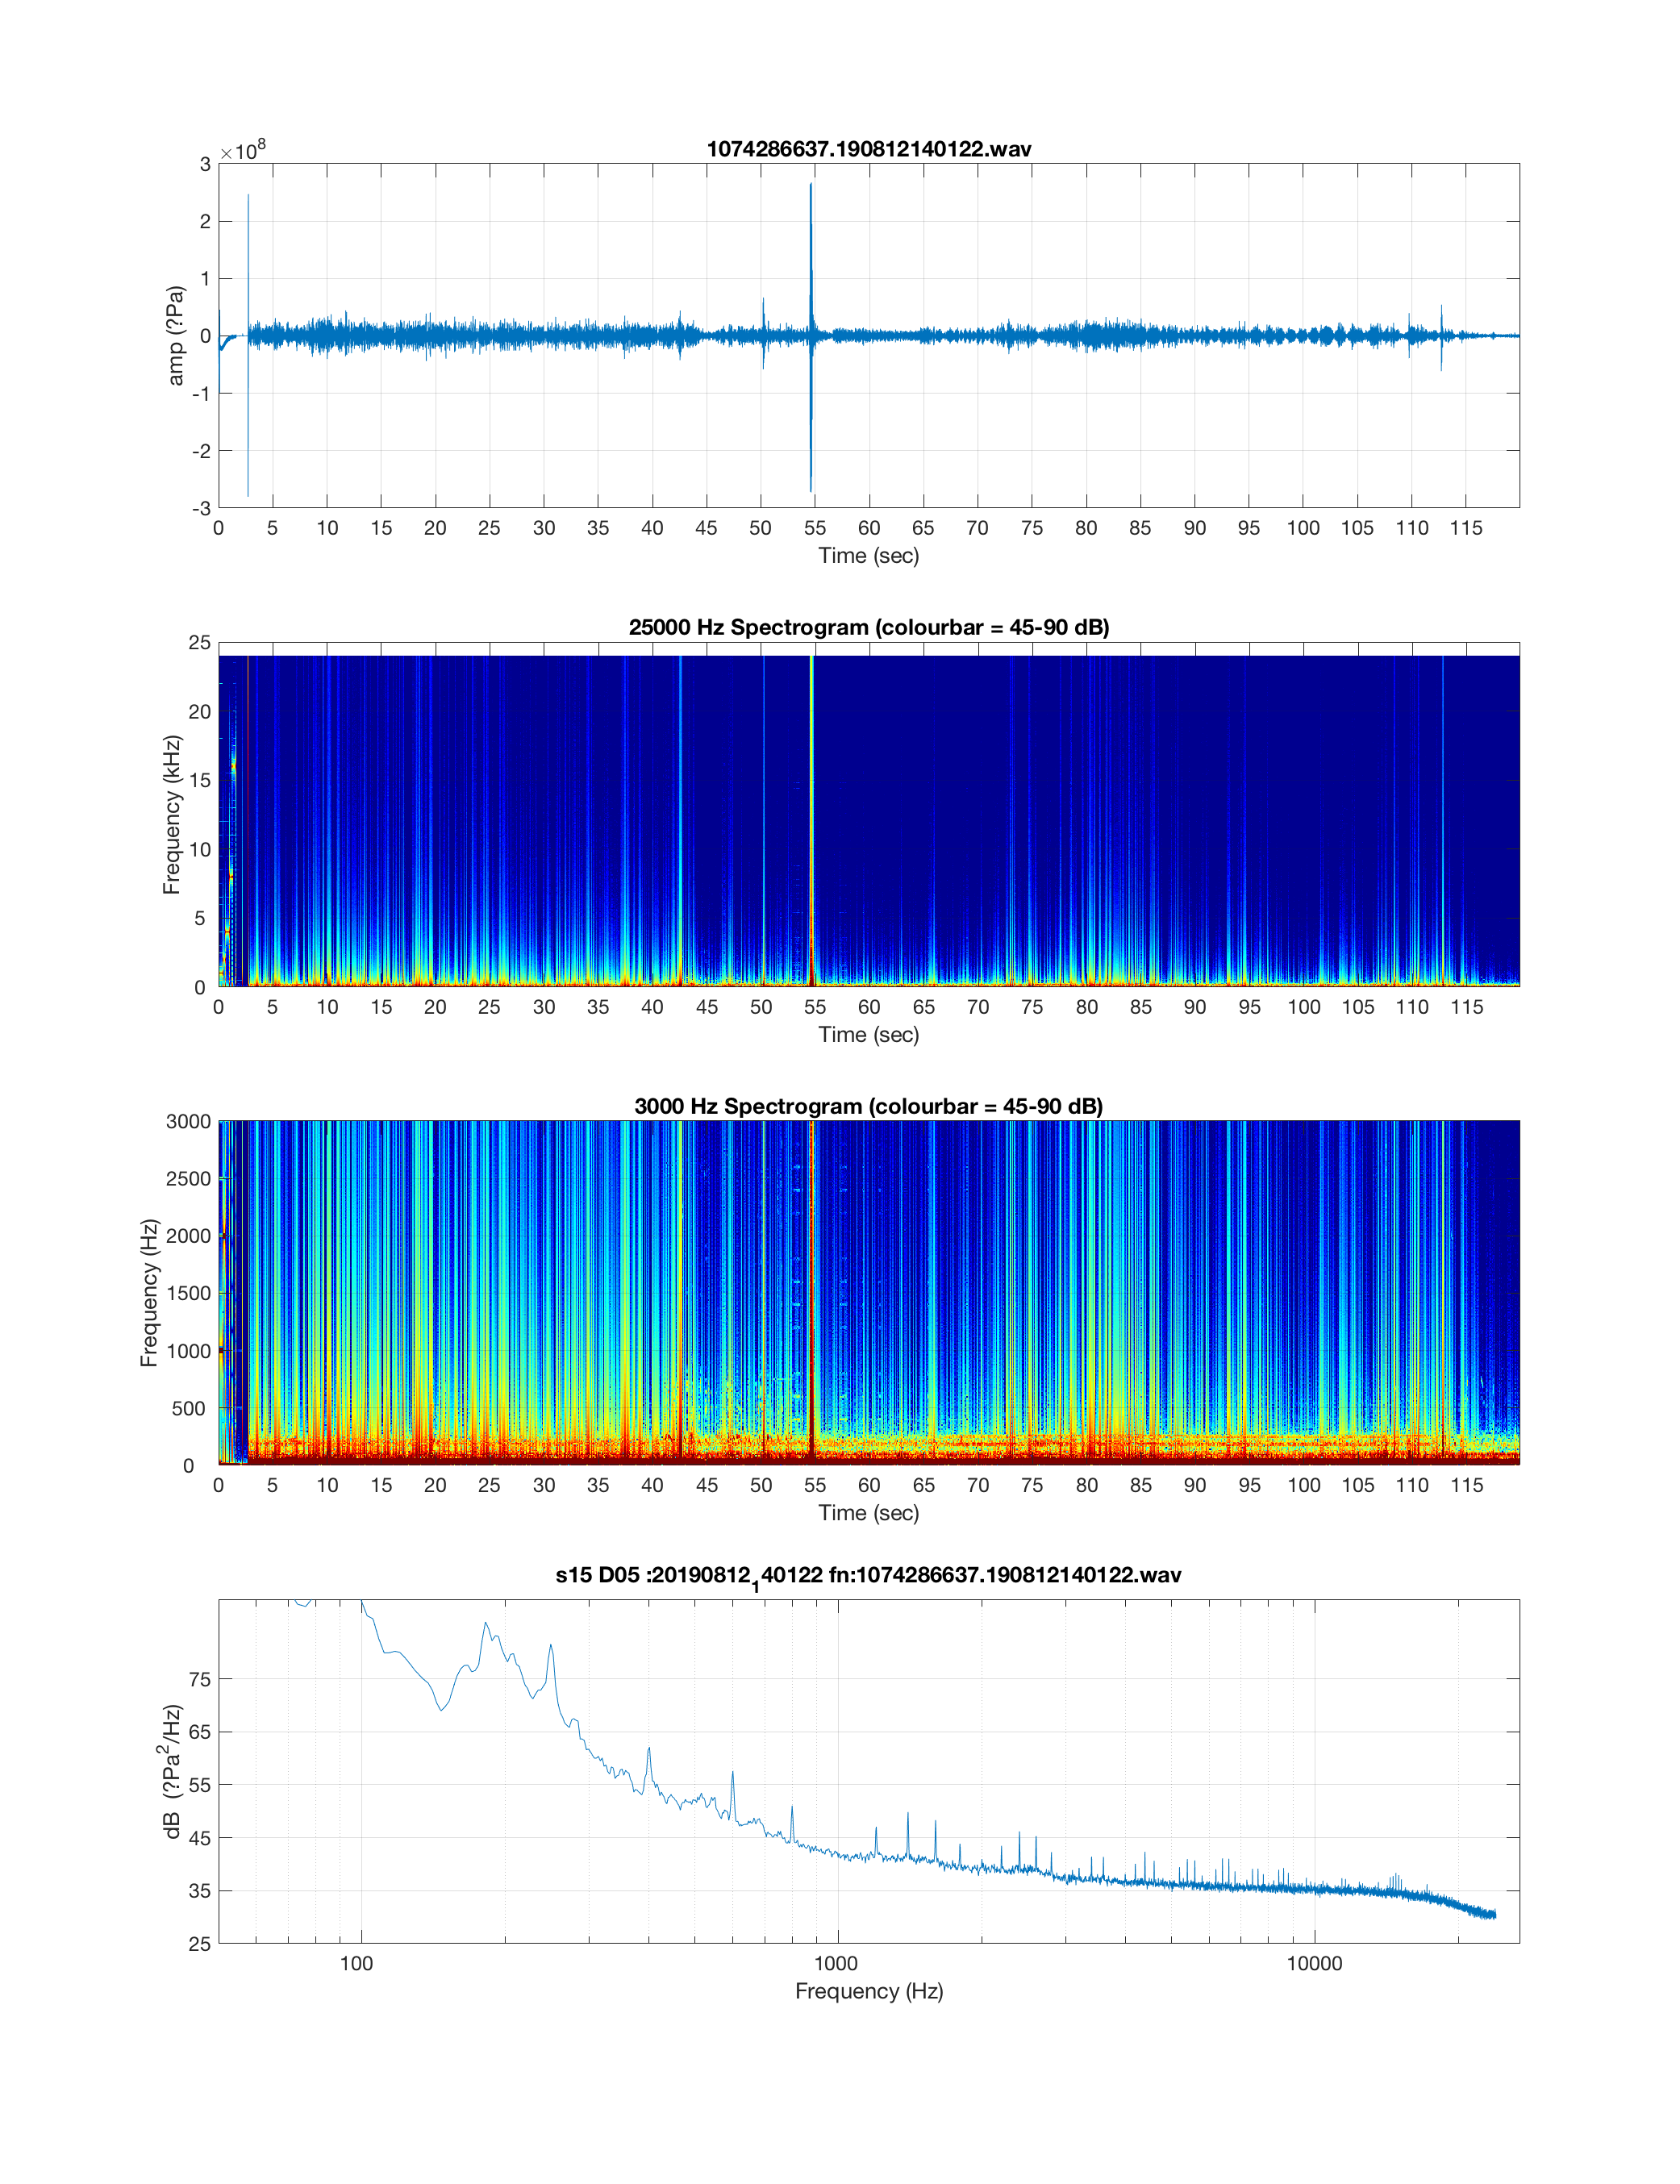 1074286637.190812140122.wav
×10^8
3
2
1
0
-1
-2
-3
amp (?Pa)
0 5 10 15 20 25 30 35 40 45 50 55 60 65 70 75 80 85 90 95 100 105 110 115
Time (sec)
25000 Hz Spectrogram (colourbar = 45-90 dB)
25
20
15
10
5
0
Frequency (kHz)
0 5 10 15 20 25 30 35 40 45 50 55 60 65 70 75 80 85 90 95 100 105 110 115
Time (sec)
3000 Hz Spectrogram (colourbar = 45-90 dB)
3000
2500
2000
1500
1000
500
0
Frequency (Hz)
0 5 10 15 20 25 30 35 40 45 50 55 60 65 70 75 80 85 90 95 100 105 110 115
Time (sec)
s15 D05 :20190812_140122 fn:1074286637.190812140122.wav
75
65
55
45
35
25
dB (?Pa²/Hz)
100 1000 10000
Frequency (Hz)